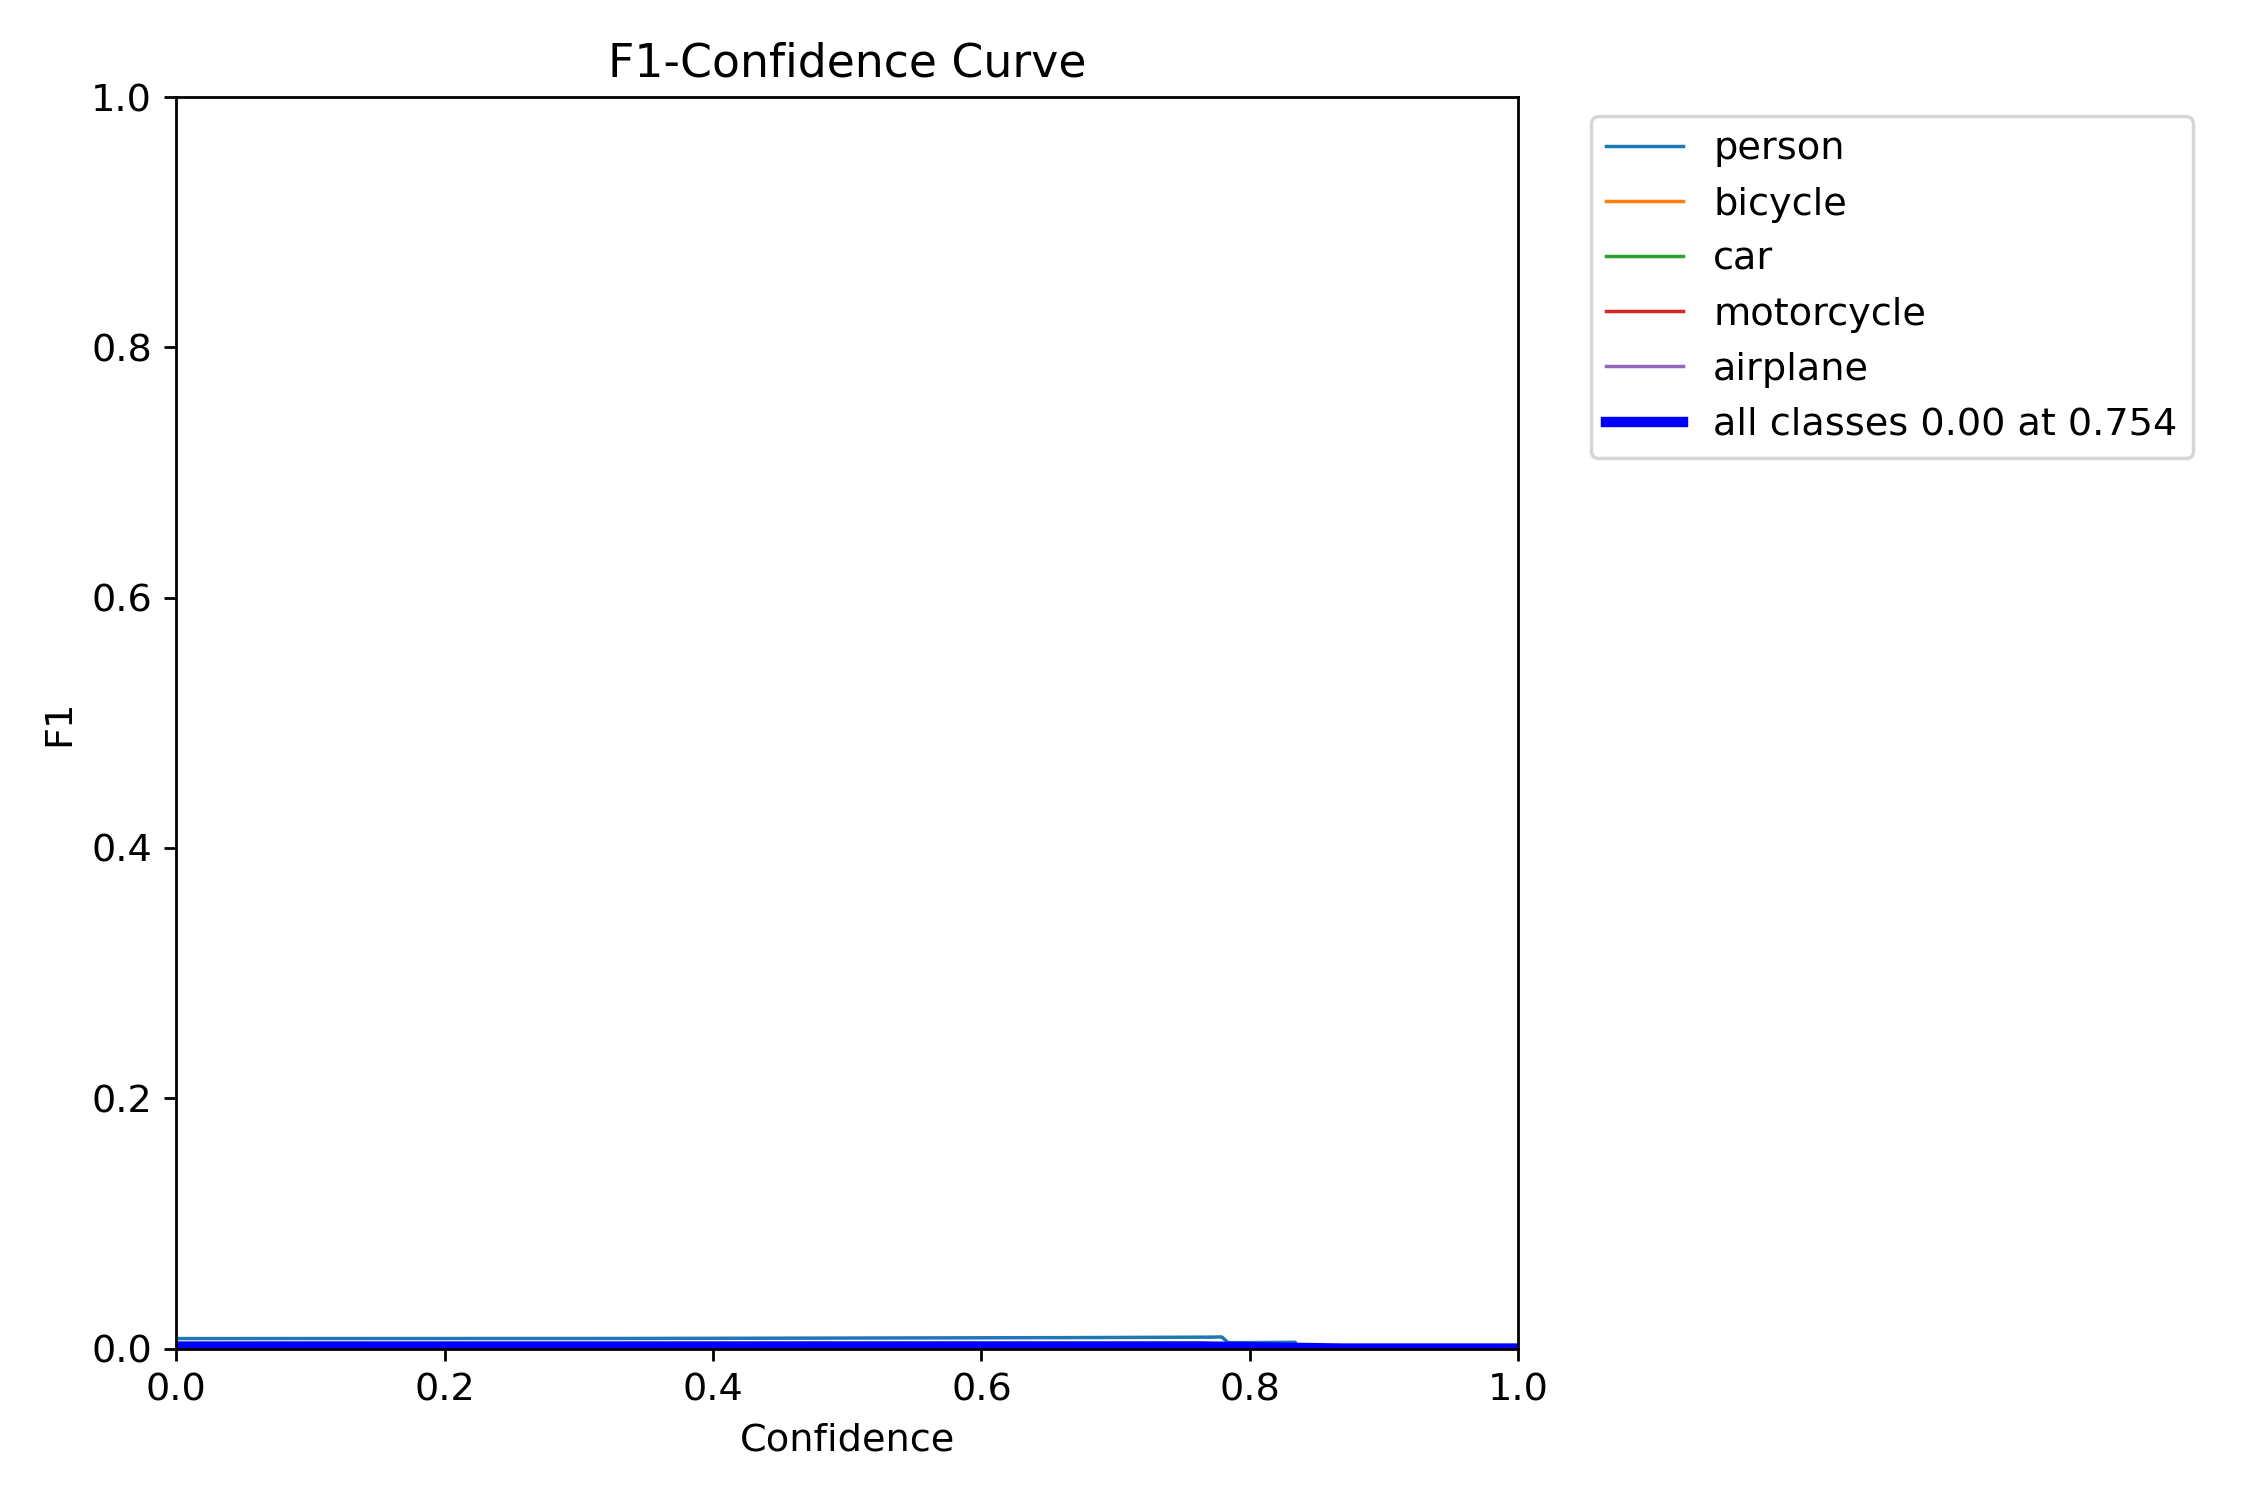 F1-Confidence Curve
1.0
0.8
0.6
0.4
0.2
0.0
F1
0.0 0.2 0.4 0.6 0.8 1.0
Confidence
person
bicycle
car
motorcycle
airplane
all classes 0.00 at 0.754